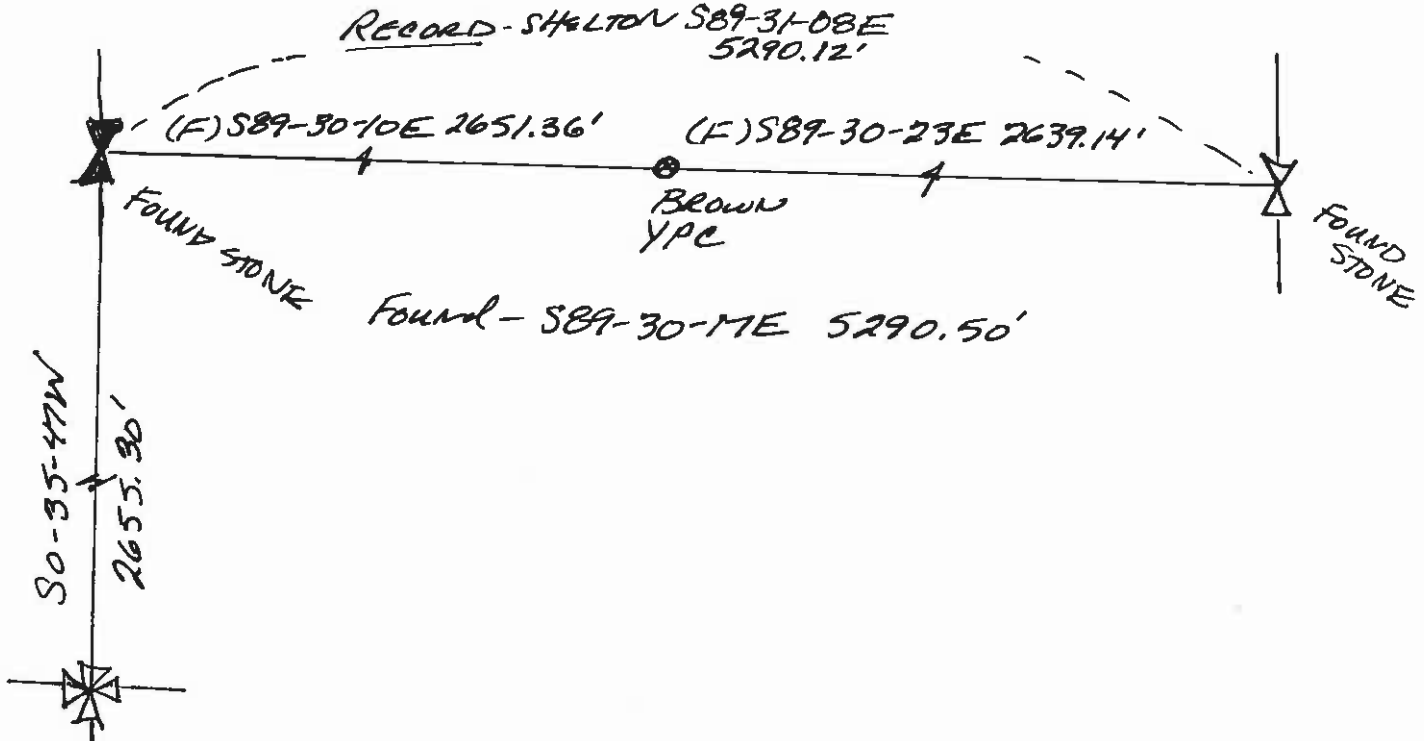 RECORD - SHELTON S89-31-08E
5290.12'
(F) S89-30-10E 2651.36'
(F) S89-30-23E 2639.14'
BROWN
YPC
FOUND STONE
FOUND
STONE
Found - S89-30-17E 5290.50'
S0-35-47W
2655.30'